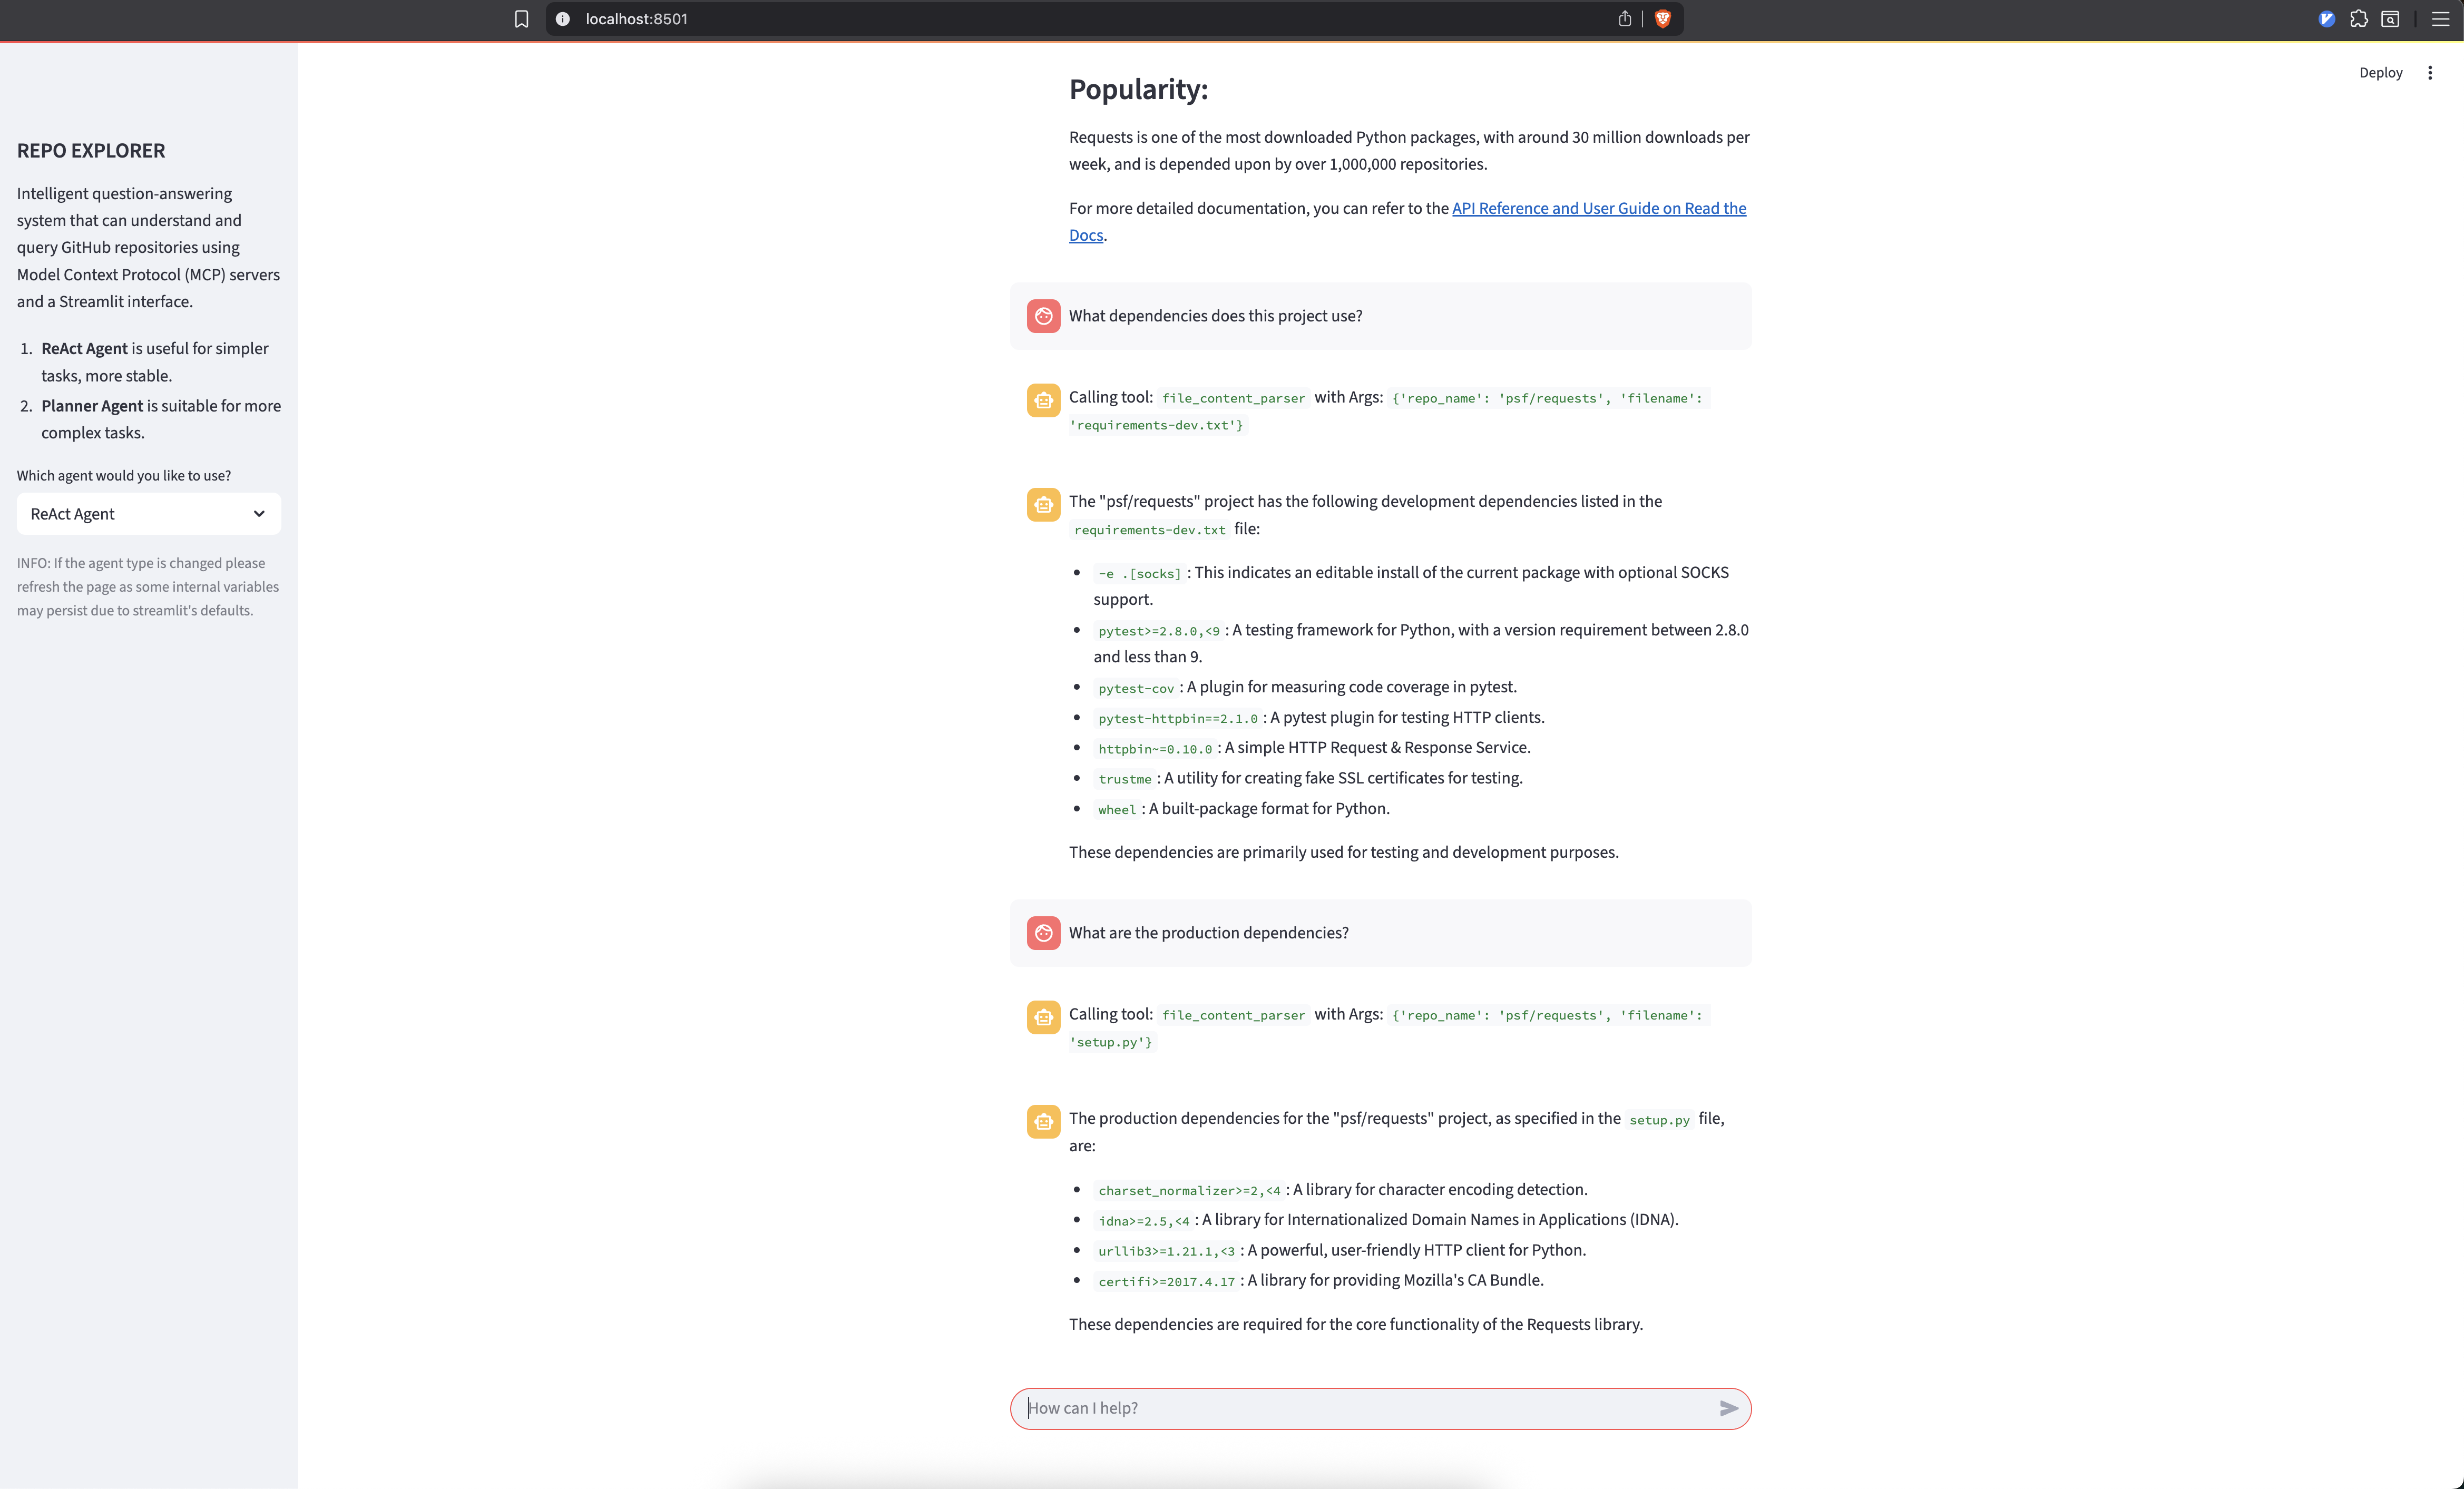 localhost:8501
Deploy
REPO EXPLORER
Intelligent question-answering
system that can understand and
query GitHub repositories using
Model Context Protocol (MCP) servers
and a Streamlit interface.
1. ReAct Agent is useful for simpler
tasks, more stable.
2. Planner Agent is suitable for more
complex tasks.
Which agent would you like to use?
ReAct Agent
INFO: If the agent type is changed please
refresh the page as some internal variables
may persist due to streamlit's defaults.
Popularity:
Requests is one of the most downloaded Python packages, with around 30 million downloads per
week, and is depended upon by over 1,000,000 repositories.
For more detailed documentation, you can refer to the API Reference and User Guide on Read the
Docs.
What dependencies does this project use?
Calling tool: file_content_parser with Args: {'repo_name': 'psf/requests', 'filename':
'requirements-dev.txt'}
The "psf/requests" project has the following development dependencies listed in the
requirements-dev.txt file:
• -e .[socks] : This indicates an editable install of the current package with optional SOCKS
support.
• pytest>=2.8.0,<9 : A testing framework for Python, with a version requirement between 2.8.0
and less than 9.
• pytest-cov : A plugin for measuring code coverage in pytest.
• pytest-httpbin==2.1.0 : A pytest plugin for testing HTTP clients.
• httpbin~=0.10.0 : A simple HTTP Request & Response Service.
• trustme : A utility for creating fake SSL certificates for testing.
• wheel : A built-package format for Python.
These dependencies are primarily used for testing and development purposes.
What are the production dependencies?
Calling tool: file_content_parser with Args: {'repo_name': 'psf/requests', 'filename':
'setup.py'}
The production dependencies for the "psf/requests" project, as specified in the setup.py file,
are:
• charset_normalizer>=2,<4 : A library for character encoding detection.
• idna>=2.5,<4 : A library for Internationalized Domain Names in Applications (IDNA).
• urllib3>=1.21.1,<3 : A powerful, user-friendly HTTP client for Python.
• certifi>=2017.4.17 : A library for providing Mozilla's CA Bundle.
These dependencies are required for the core functionality of the Requests library.
How can I help?